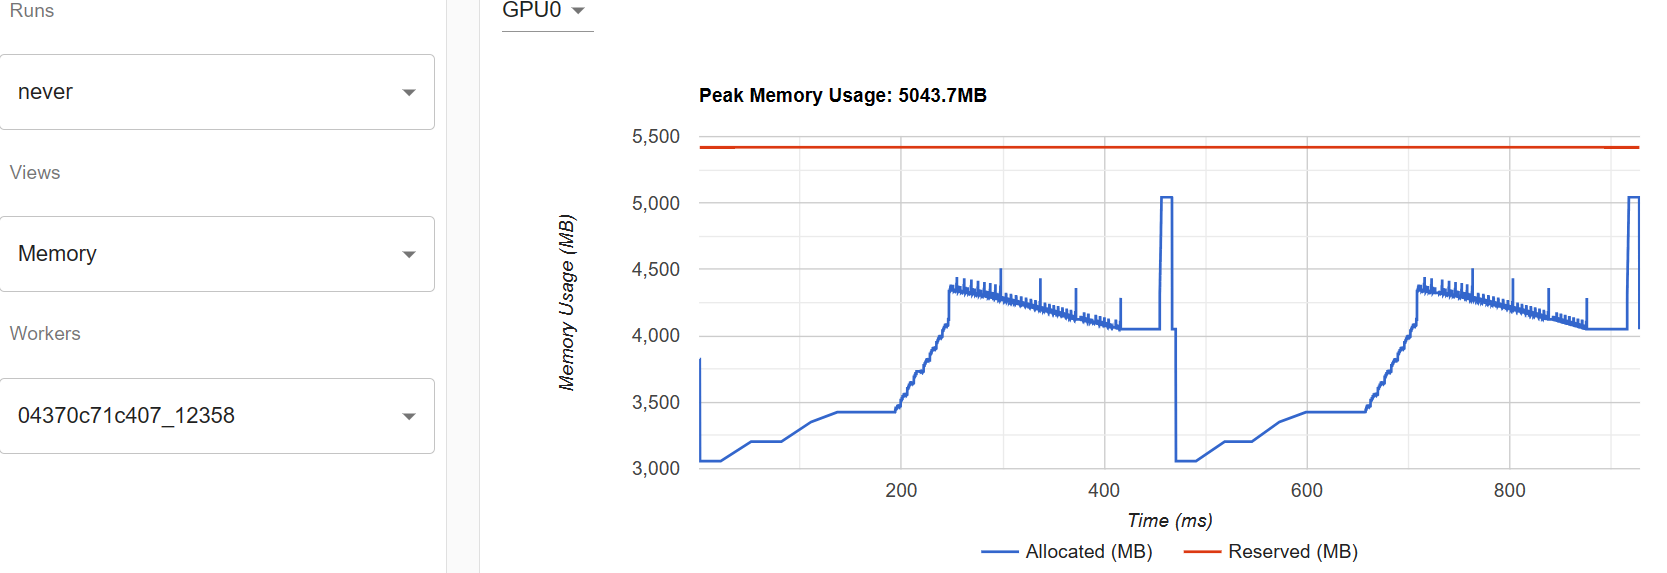 Runs
never
Views
Memory
Workers
04370c71c407_12358
GPU0
Peak Memory Usage: 5043.7MB
Memory Usage (MB)
5,500
5,000
4,500
4,000
3,500
3,000
200 400 600 800
Time (ms)
Allocated (MB) Reserved (MB)